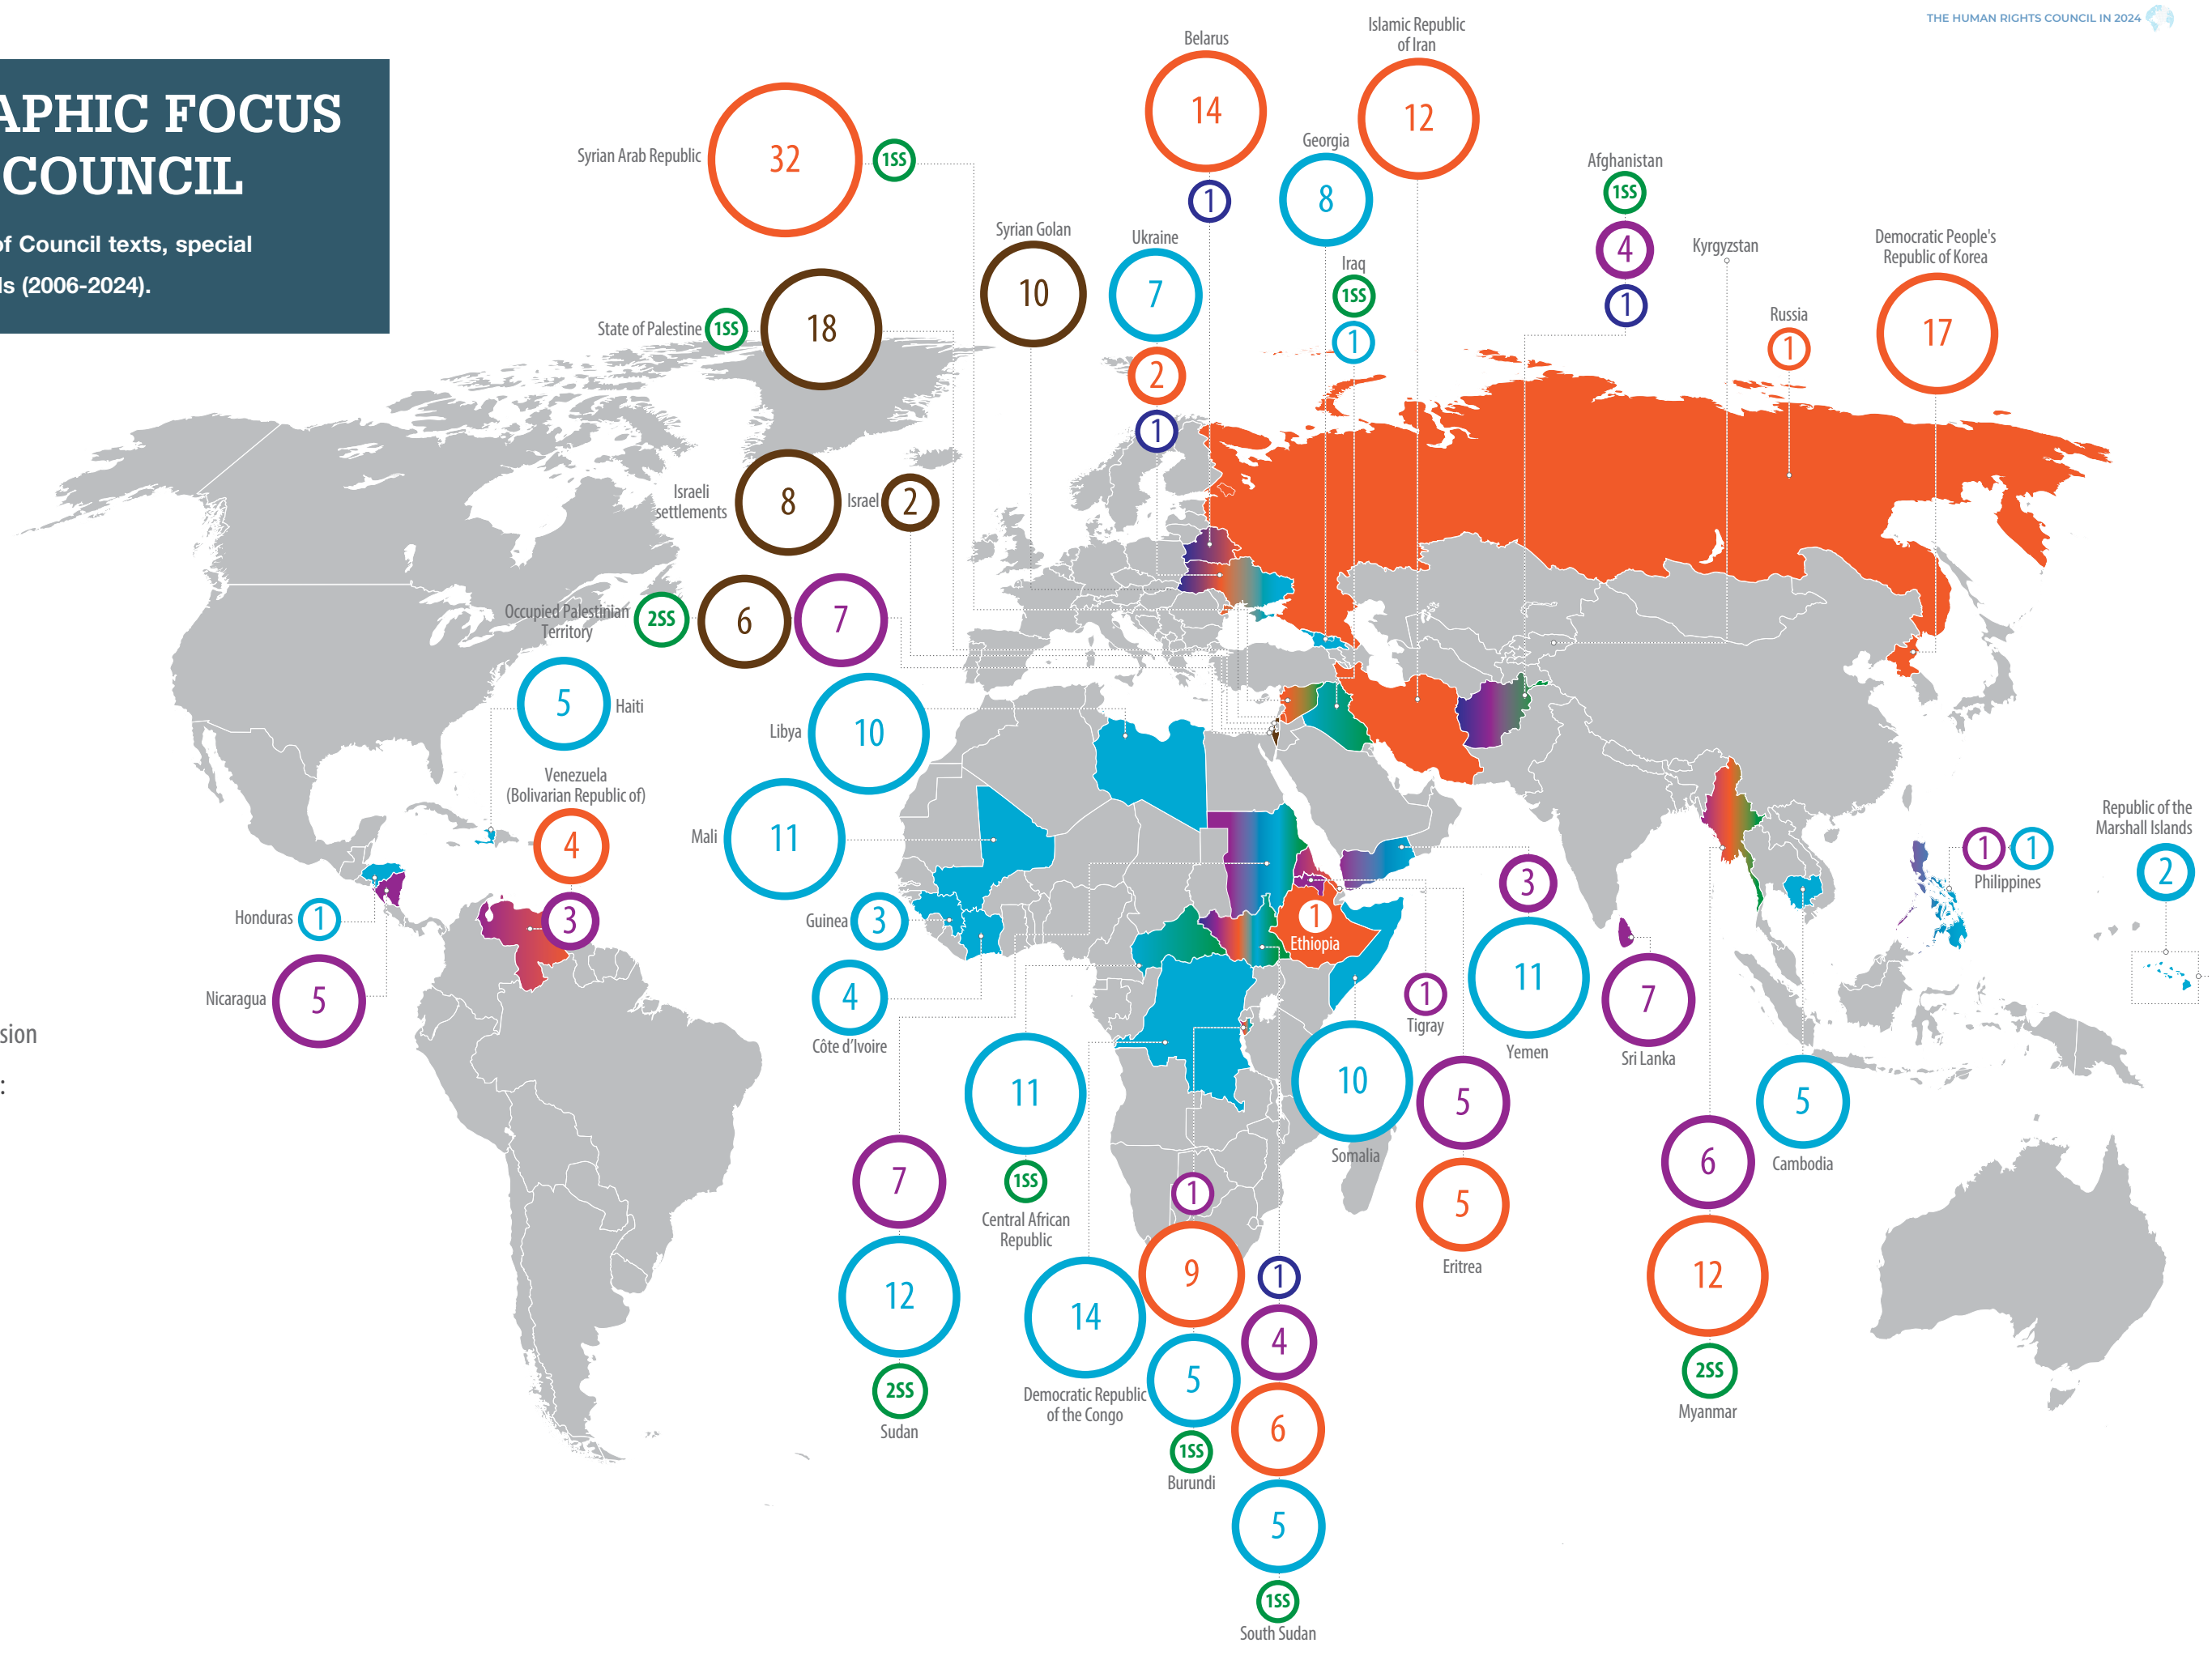 THE HUMAN RIGHTS COUNCIL IN 2024
APHIC FOCUS
COUNCIL
of Council texts, special
ls (2006-2024).
Syrian Arab Republic
32
1SS
State of Palestine
1SS
18
Syrian Golan
10
Belarus
14
1
Islamic Republic
of Iran
12
Georgia
8
Ukraine
7
2
1
Iraq
1SS
1
Afghanistan
1SS
4
1
Kyrgyzstan
Russia
1
Democratic People's
Republic of Korea
17
Israeli
settlements
8
Israel
2
Occupied Palestinian
Territory
2SS
6
7
5
Haiti
Libya
10
Venezuela
(Bolivarian Republic of)
4
3
Mali
11
Honduras
1
Nicaragua
5
Guinea
3
4
Côte d'Ivoire
1
Ethiopia
3
11
Yemen
1
Tigray
7
Sri Lanka
1
1
Philippines
Republic of the
Marshall Islands
2
sion
:
11
1SS
Central African
Republic
10
Somalia
5
5
Eritrea
5
Cambodia
6
12
2SS
Myanmar
7
12
2SS
Sudan
14
Democratic Republic
of the Congo
1
9
5
1SS
Burundi
1
4
6
5
1SS
South Sudan